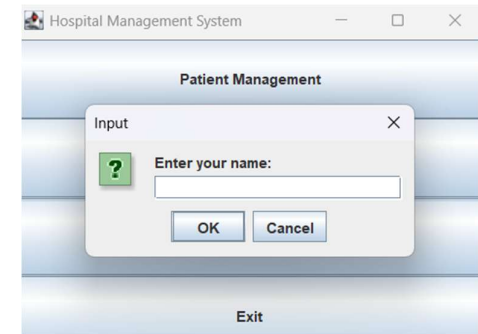 Hospital Management System
Patient Management
Input
?
Enter your name:
OK Cancel
Exit